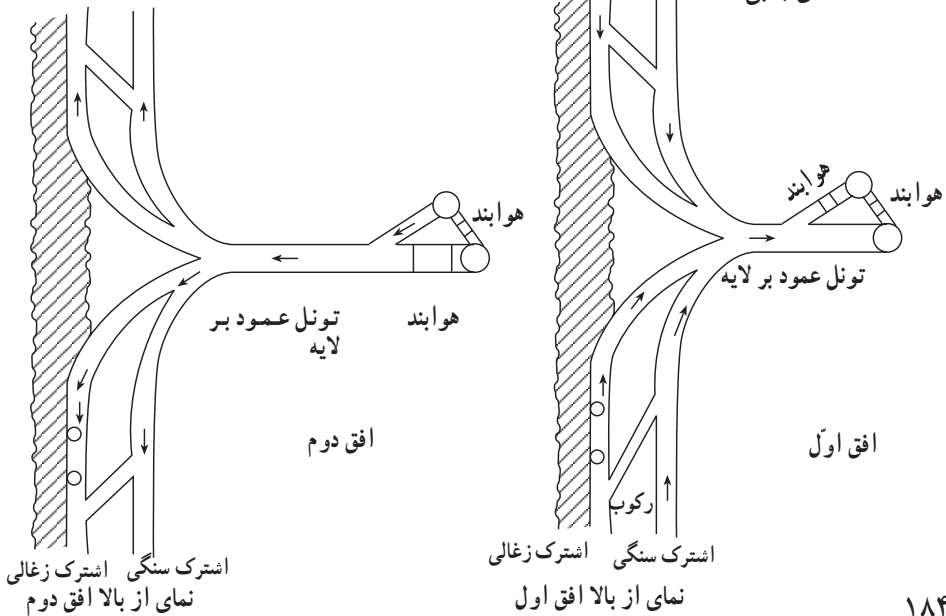 هوابند
هوابند
تونل عمود بر لایه
افق اوّل
رکوب
اشترک زغالی
اشترک سنگی
نمای از بالا افق اول
هوابند
هوابند
تونل عمود بر
لایه
افق دوم
اشترک زغالی
اشترک سنگی
نمای از بالا افق دوم
۱۸۴